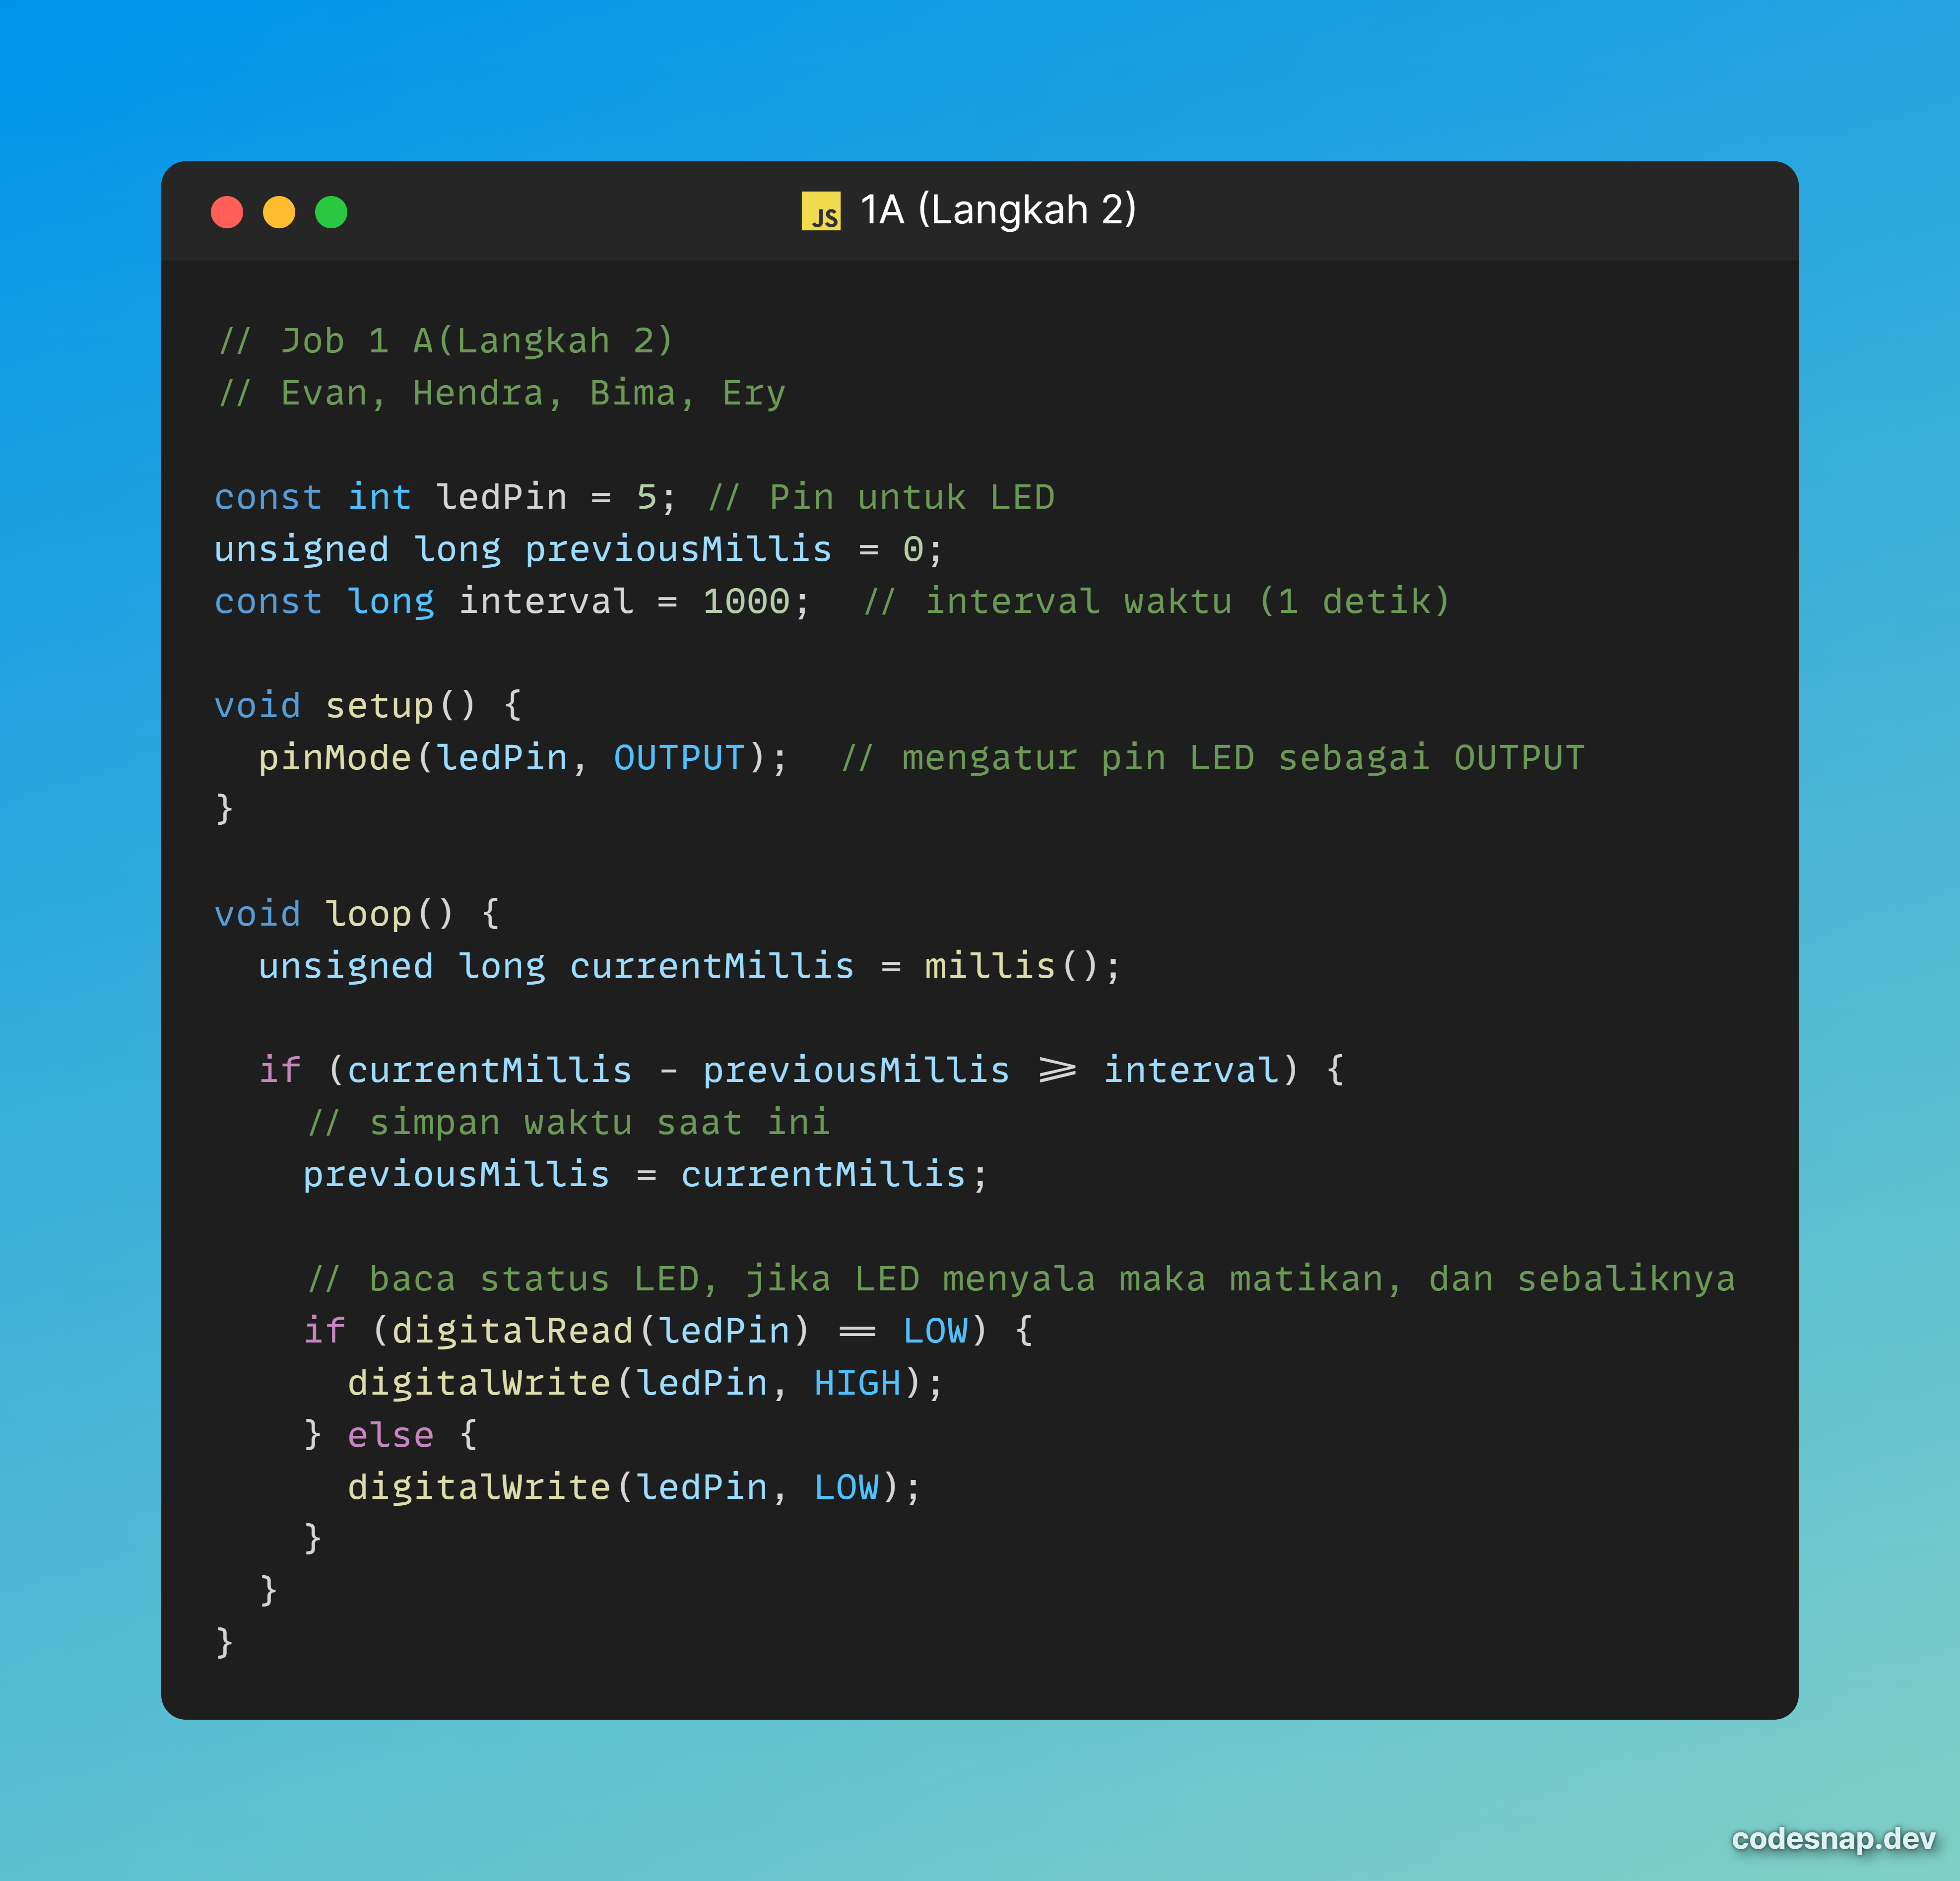 JS 1A (Langkah 2)
// Job 1 A(Langkah 2)
// Evan, Hendra, Bima, Ery

const int ledPin = 5; // Pin untuk LED
unsigned long previousMillis = 0;
const long interval = 1000;  // interval waktu (1 detik)

void setup() {
  pinMode(ledPin, OUTPUT);  // mengatur pin LED sebagai OUTPUT
}

void loop() {
  unsigned long currentMillis = millis();

  if (currentMillis - previousMillis >= interval) {
    // simpan waktu saat ini
    previousMillis = currentMillis;

    // baca status LED, jika LED menyala maka matikan, dan sebaliknya
    if (digitalRead(ledPin) == LOW) {
      digitalWrite(ledPin, HIGH);
    } else {
      digitalWrite(ledPin, LOW);
    }
  }
}
codesnap.dev